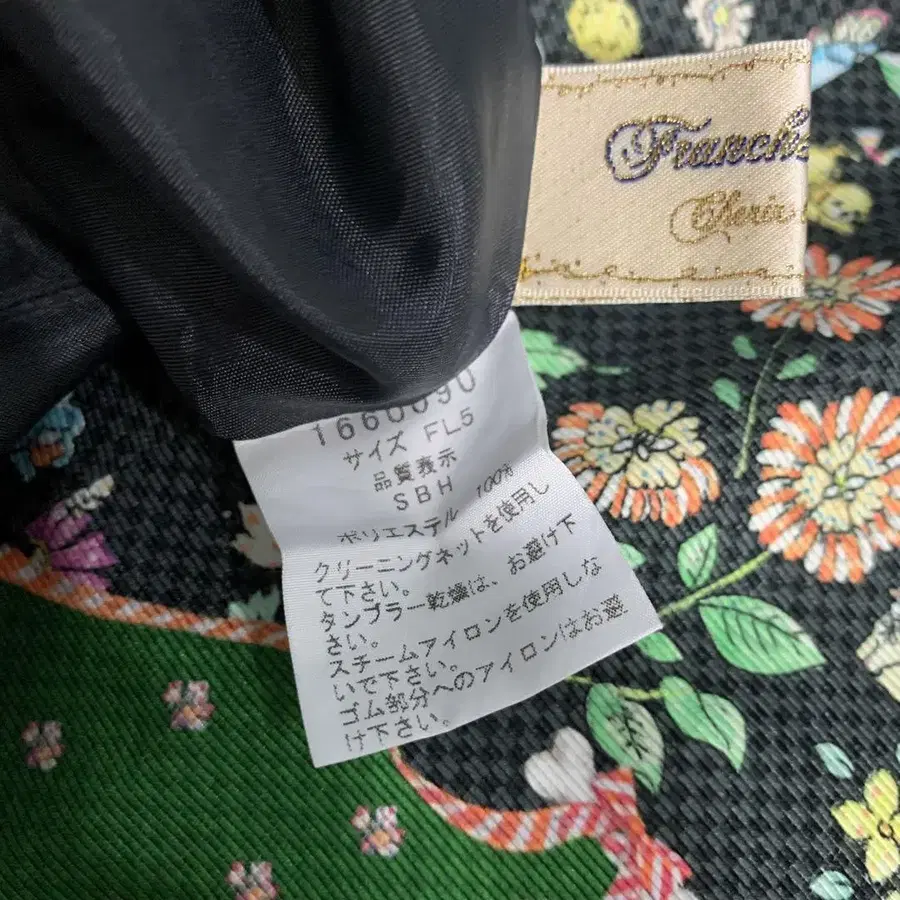 Franch
1660090
サイズ FL5
品質表示
SBH
ポリエステル 100%
クリーニングネットを使用し
て下さい。
タンブラー乾燥は、お避け下
さい。
スチームアイロンを使用しな
いで下さい。
ゴム部分へのアイロンはお避
け下さい。